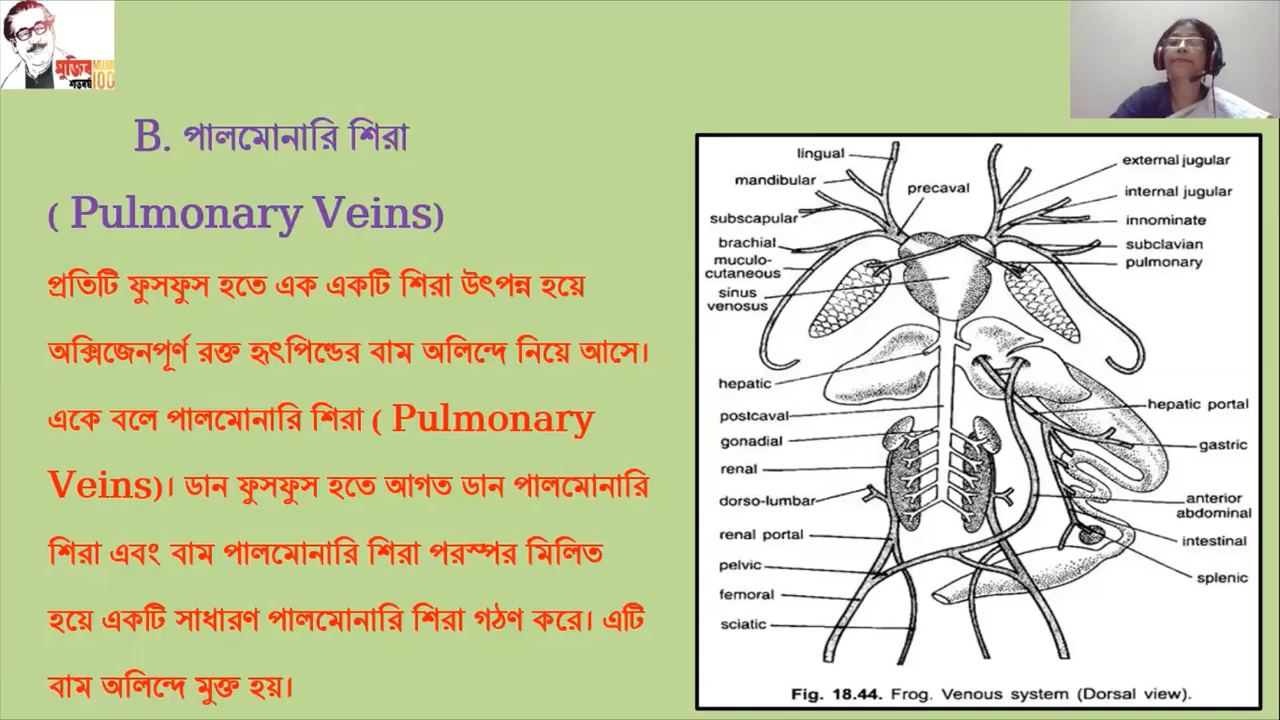 মুজিব
শতবর্ষ
MUJIB
100
B. পালমোনারি শিরা
( Pulmonary Veins)
প্রতিটি ফুসফুস হতে এক একটি শিরা উৎপন্ন হয়ে
অক্সিজেনপূর্ণ রক্ত হৃৎপিন্ডের বাম অলিন্দে নিয়ে আসে।
একে বলে পালমোনারি শিরা ( Pulmonary
Veins)। ডান ফুসফুস হতে আগত ডান পালমোনারি
শিরা এবং বাম পালমোনারি শিরা পরস্পর মিলিত
হয়ে একটি সাধারণ পালমোনারি শিরা গঠণ করে। এটি
বাম অলিন্দে মুক্ত হয়।
lingual
mandibular
subscapular
brachial
muculo-
cutaneous
sinus
venosus
hepatic
postcaval
gonadial
renal
dorso-lumbar
renal portal
pelvic
femoral
sciatic
precaval
external jugular
internal jugular
innominate
subclavian
pulmonary
hepatic portal
gastric
anterior
abdominal
intestinal
splenic
Fig. 18.44. Frog. Venous system (Dorsal view).